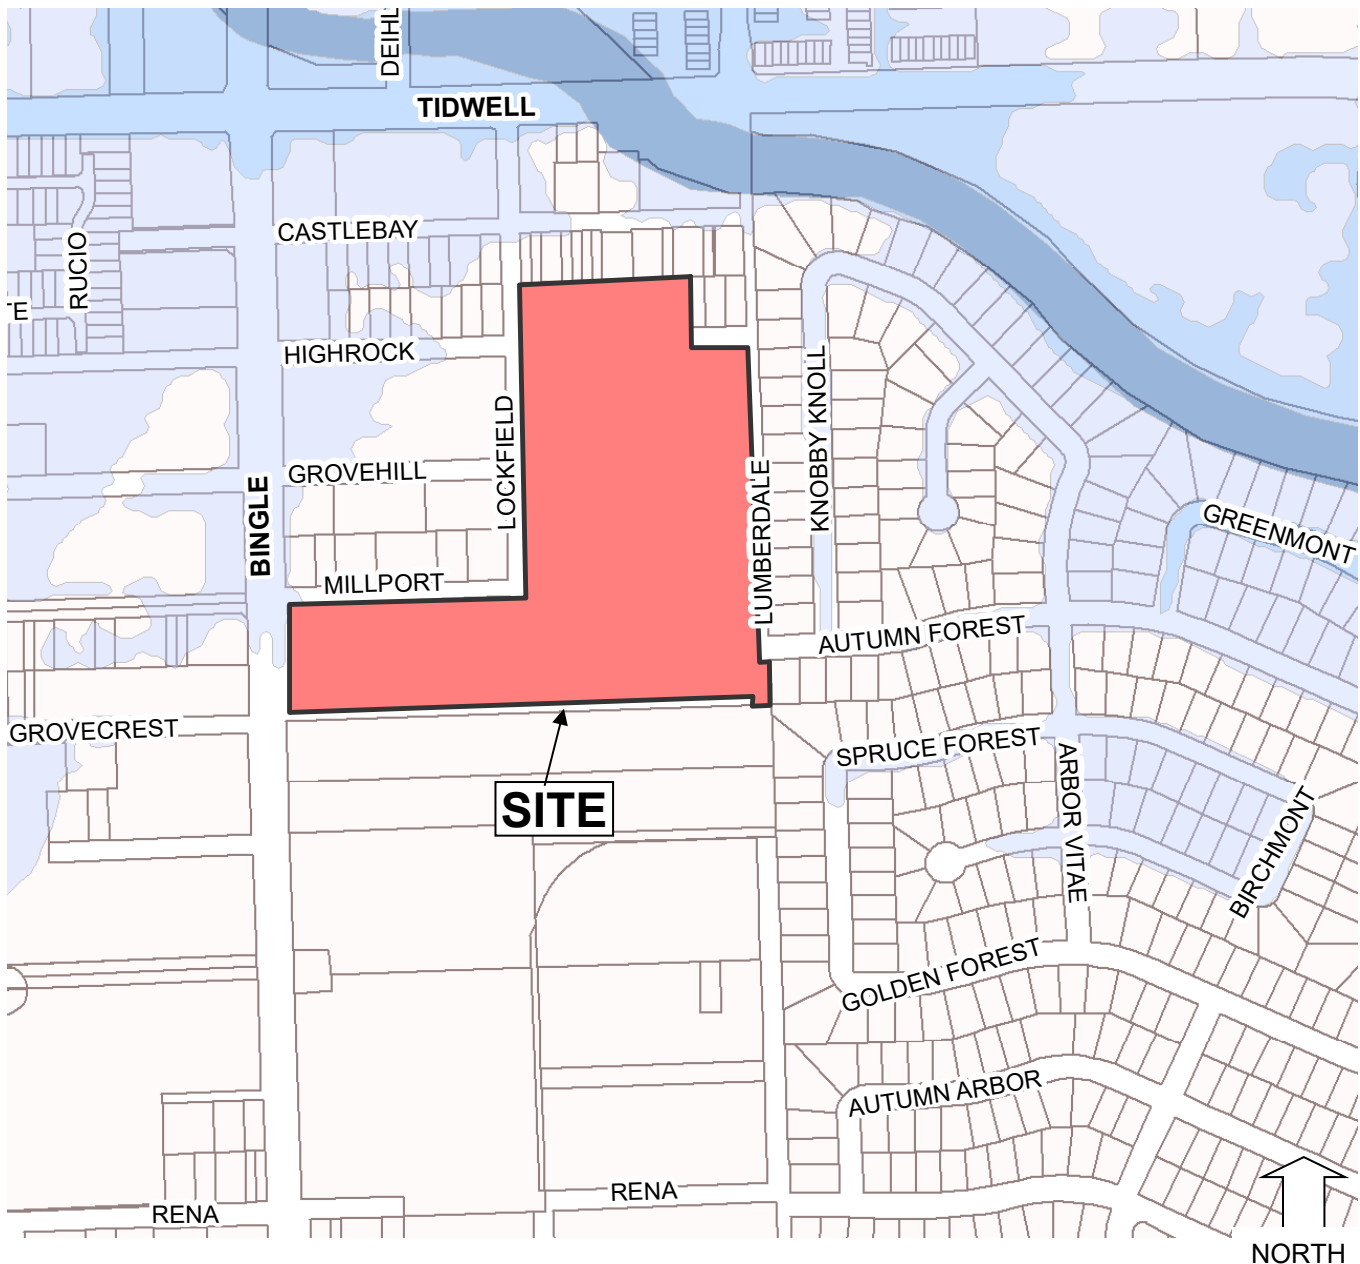 DEIHL
TIDWELL
CASTLEBAY
RUCIO
TE
HIGHROCK
KNOBBY KNOLL
LOCKFIELD
GROVEHILL
LUMBERDALE
BINGLE
GREENMONT
MILLPORT
AUTUMN FOREST
GROVECREST
SPRUCE FOREST
ARBOR VITAE
SITE
BIRCHMONT
GOLDEN FOREST
AUTUMN ARBOR
RENA
RENA
NORTH